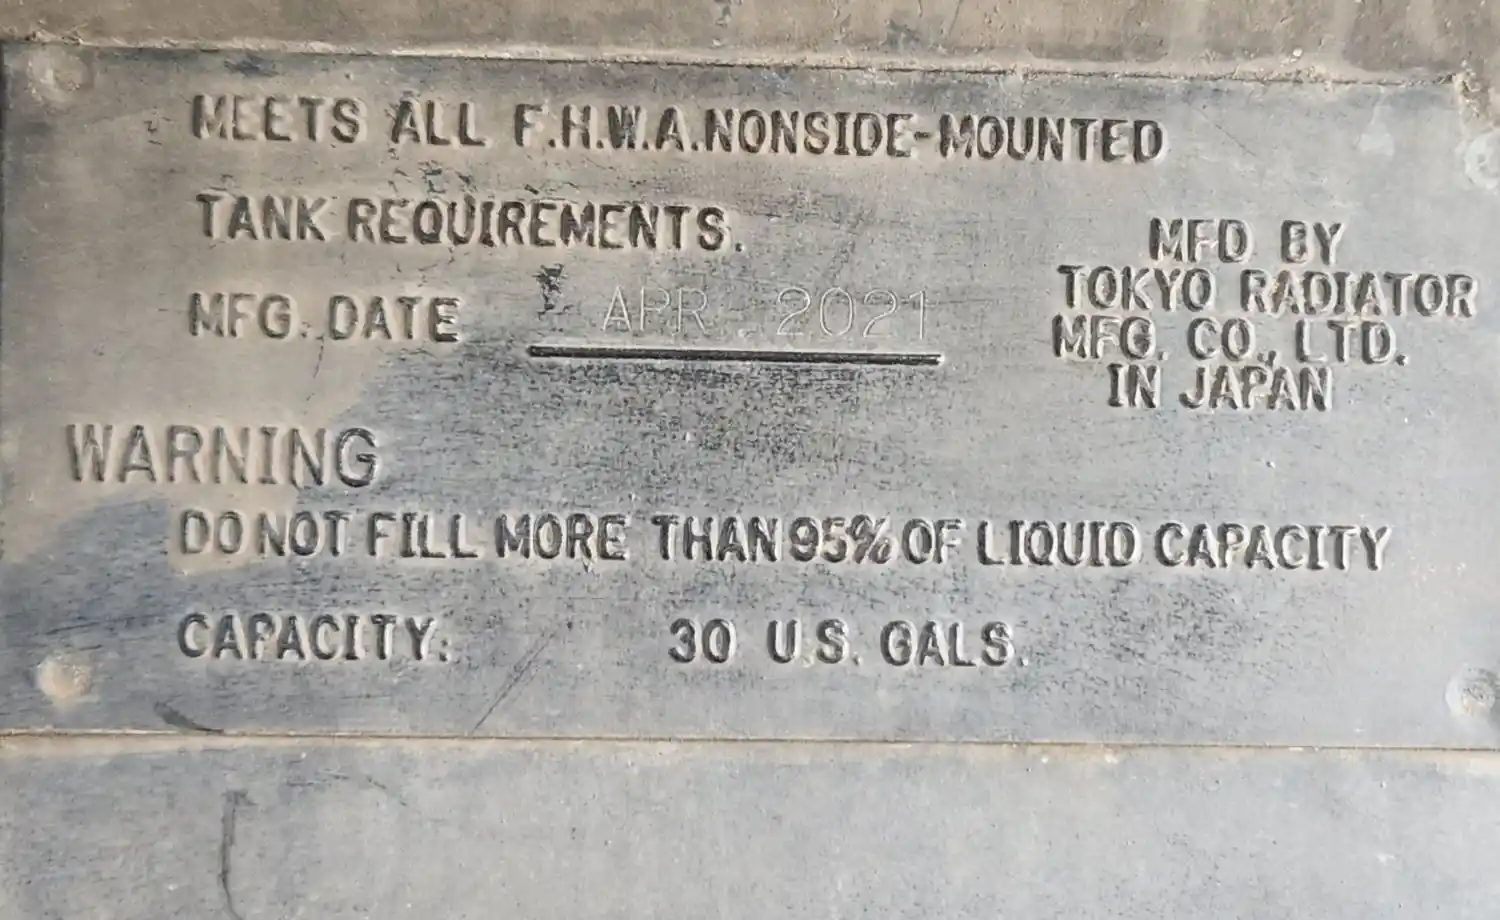 MEETS ALL F.H.W.A.NONSIDE-MOUNTED
TANK REQUIREMENTS.
MFG. DATE APR . 2021
MFD BY
TOKYO RADIATOR
MFG. CO., LTD.
IN JAPAN
WARNING
DO NOT FILL MORE THAN 95% OF LIQUID CAPACITY
CAPACITY: 30 U.S. GALS.